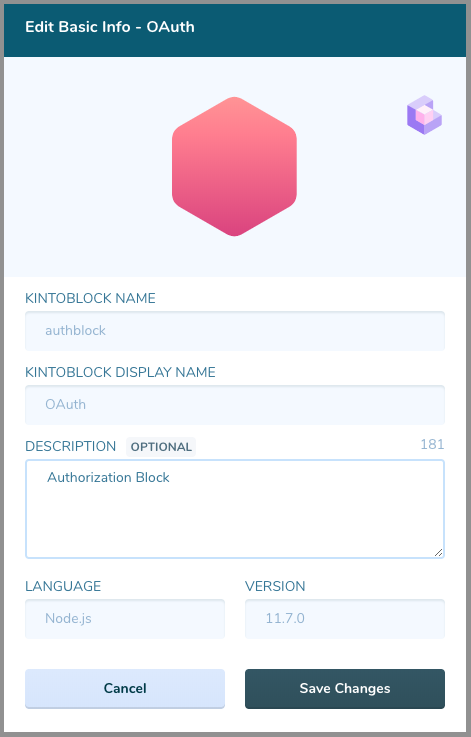 Edit Basic Info - OAuth
KINTOBLOCK NAME
authblock
KINTOBLOCK DISPLAY NAME
OAuth
DESCRIPTION OPTIONAL 181
Authorization Block
LANGUAGE VERSION
Node.js 11.7.0
Cancel Save Changes